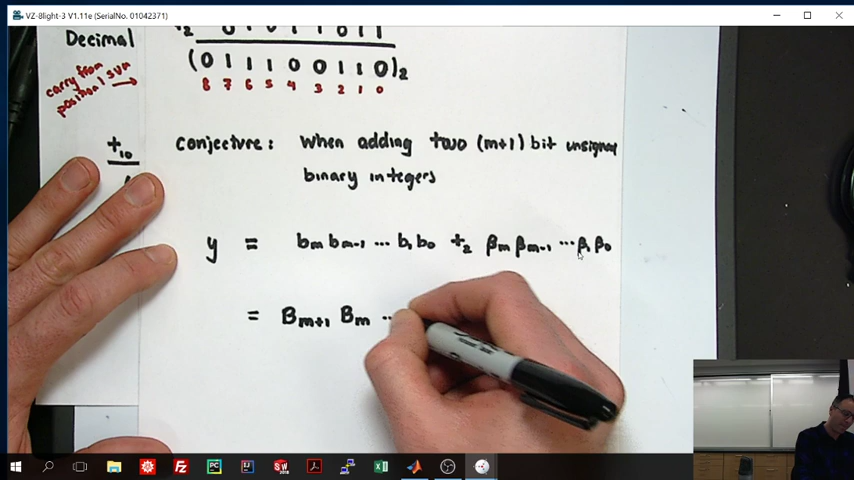 VZ-8light-3 V1.11e (SerialNo. 01042371)
Decimal
(0 1 1 1 0 0 1 1 0)₂
8 7 6 5 4 3 2 1 0
carry from
positional sum →
+₁₀
Conjecture: When adding two (m+1) bit unsigned
binary integers
y = bₘ bₘ₋₁ ... b₁ b₀ +₂ βₘ βₘ₋₁ ... β₁ β₀
= Bₘ₊₁ Bₘ ...